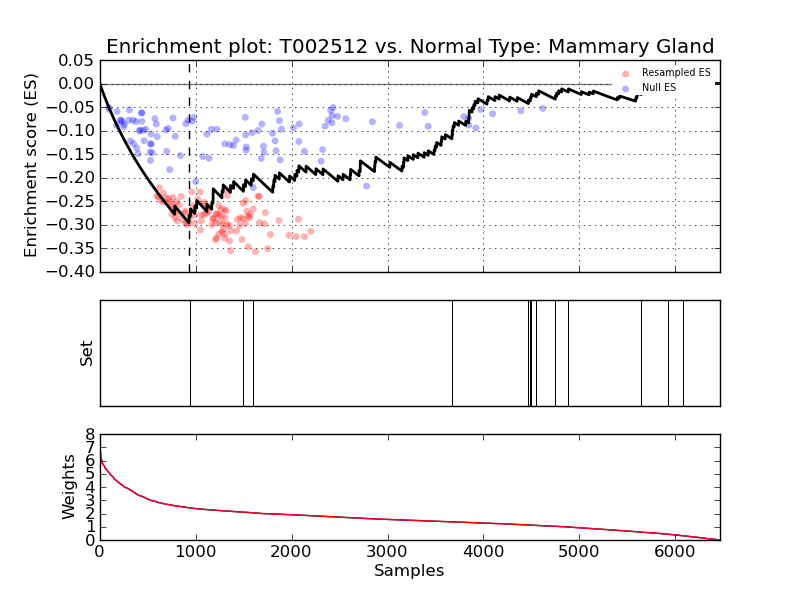 Enrichment plot: T002512 vs. Normal Type: Mammary Gland
Enrichment score (ES)
0.05
0.00
−0.05
−0.10
−0.15
−0.20
−0.25
−0.30
−0.35
−0.40
Resampled ES
Null ES
Set
Weights
8
7
6
5
4
3
2
1
0
0 1000 2000 3000 4000 5000 6000
Samples